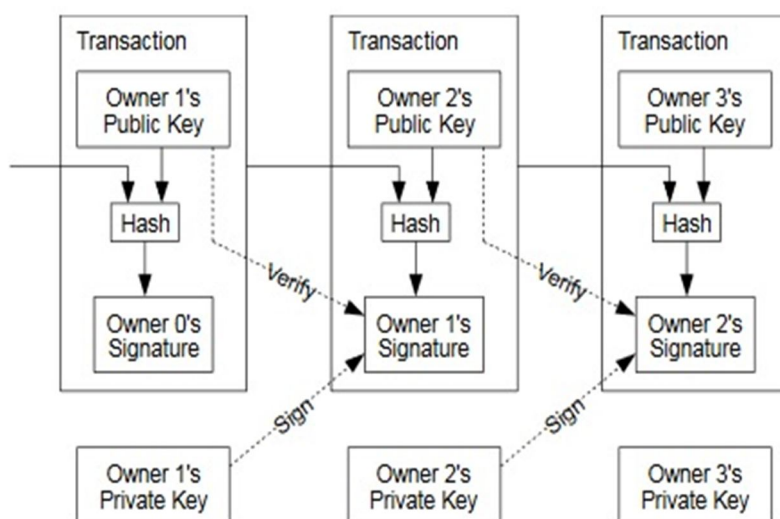 Transaction
Owner 1's
Public Key
Hash
Owner 0's
Signature
Transaction
Owner 2's
Public Key
Hash
Verify
Owner 1's
Signature
Transaction
Owner 3's
Public Key
Hash
Verify
Owner 2's
Signature
Sign
Sign
Owner 1's
Private Key
Owner 2's
Private Key
Owner 3's
Private Key